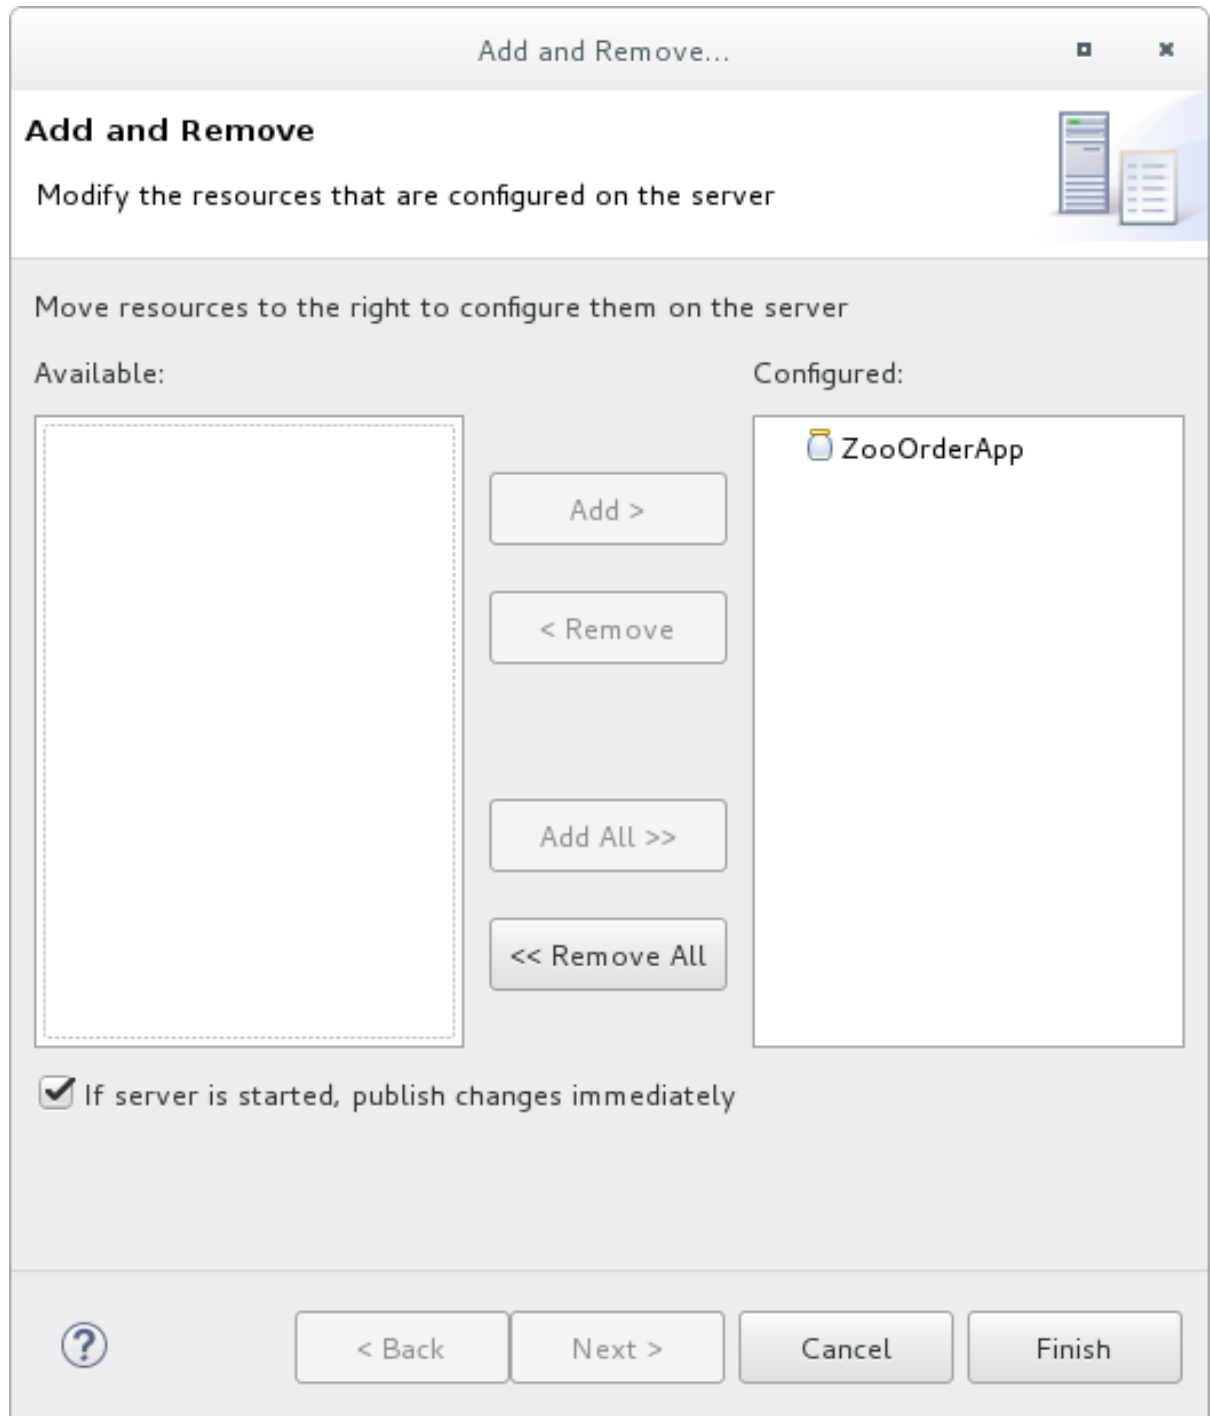 Add and Remove...
Add and Remove
Modify the resources that are configured on the server
Move resources to the right to configure them on the server
Available:
Configured:
ZooOrderApp
Add >
< Remove
Add All >>
<< Remove All
If server is started, publish changes immediately
?
< Back
Next >
Cancel
Finish